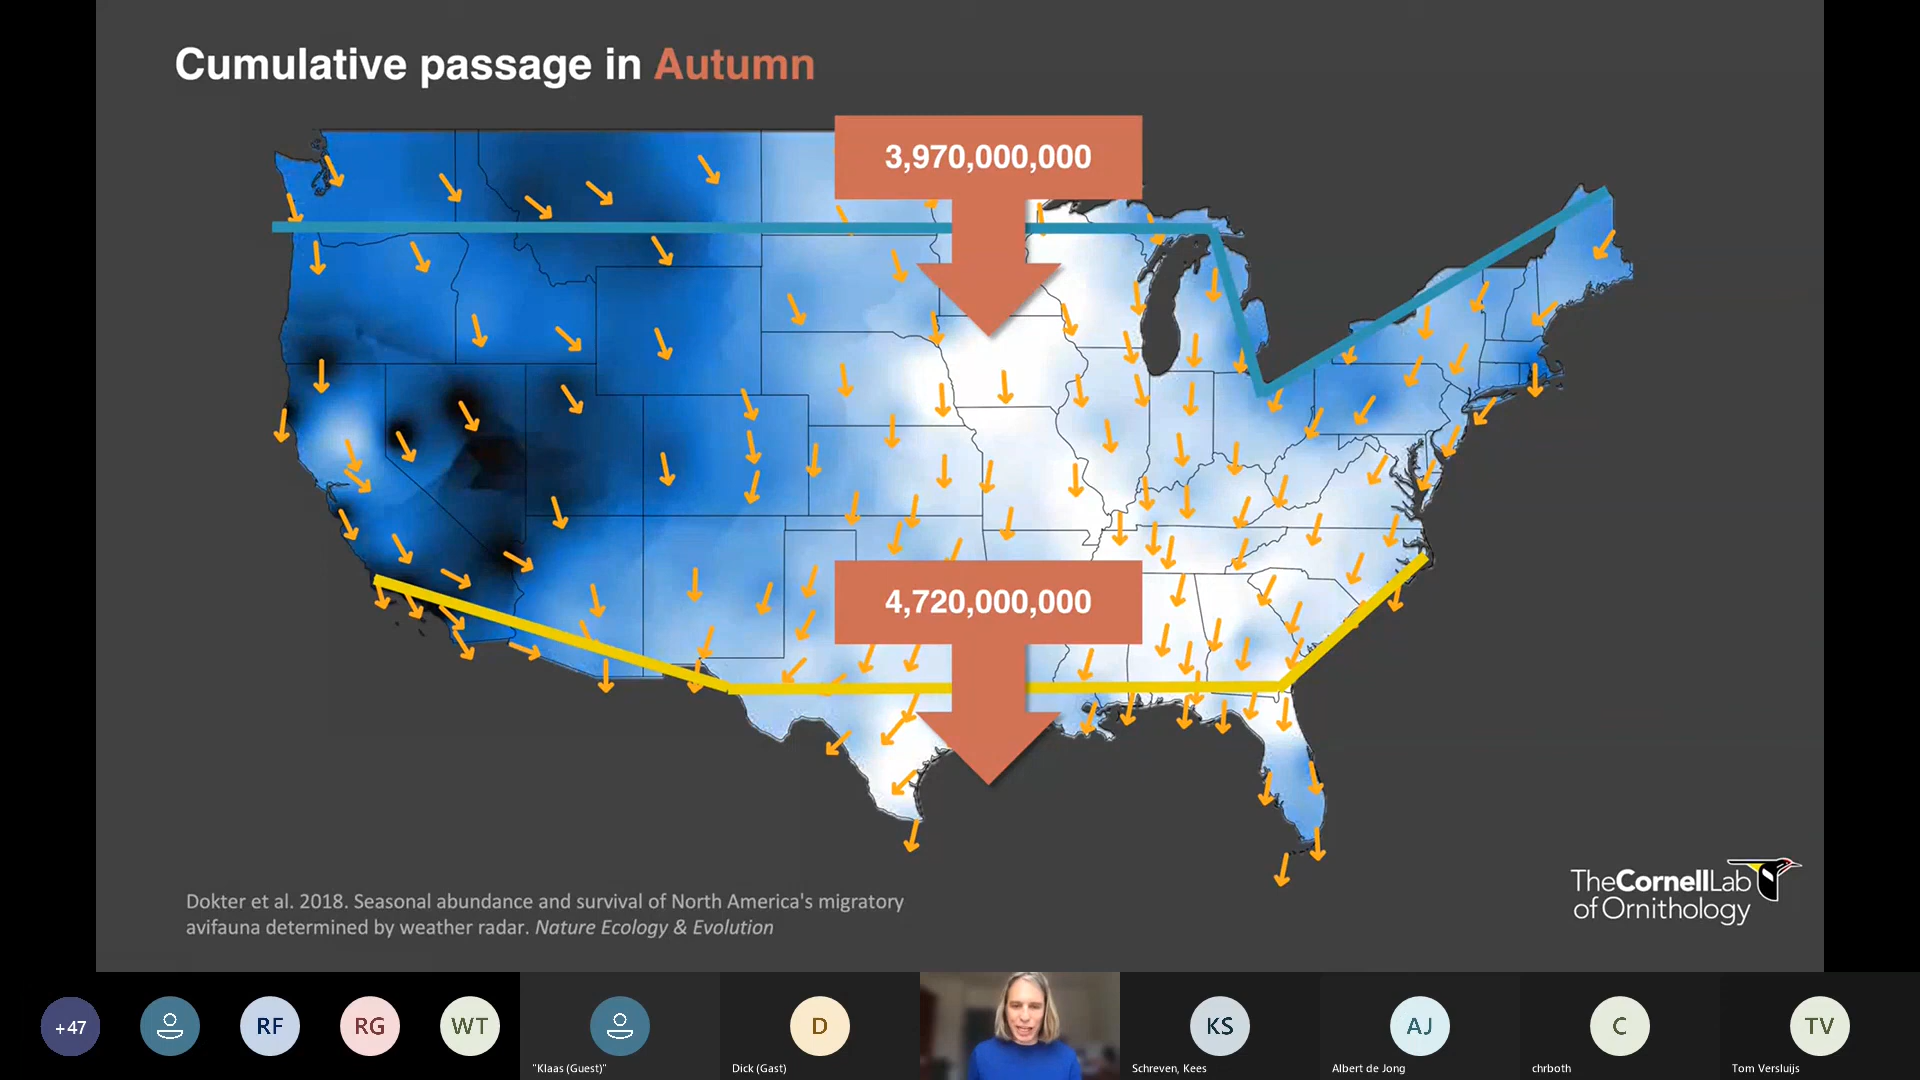 Cumulative passage in Autumn
3,970,000,000
4,720,000,000
Dokter et al. 2018. Seasonal abundance and survival of North America's migratory
avifauna determined by weather radar. Nature Ecology & Evolution
TheCornellLab
of Ornithology
+47
RF
RG
WT
"Klaas (Guest)"
D
Dick (Gast)
KS
Schreven, Kees
AJ
Albert de Jong
C
chrboth
TV
Tom Versluijs